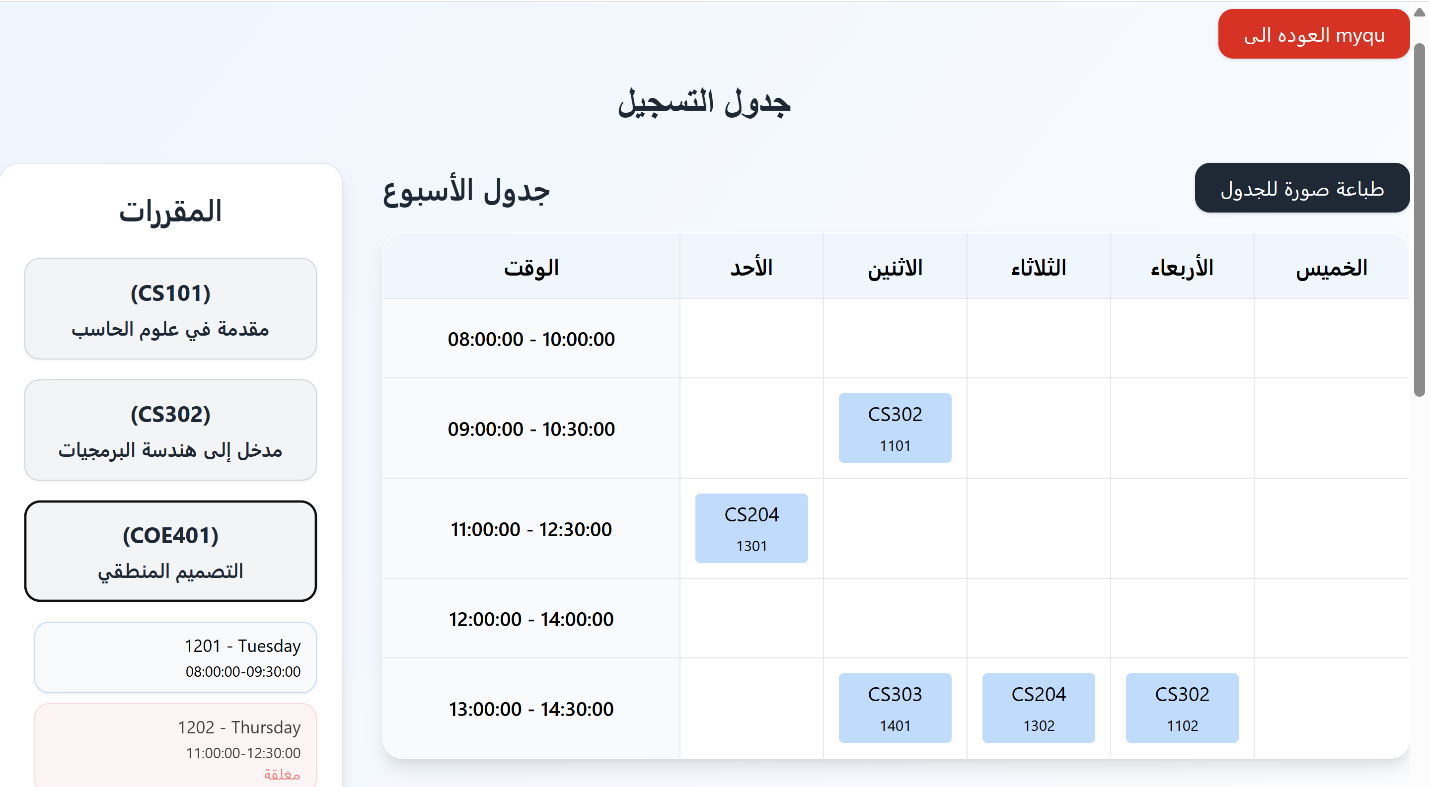 myqu العوده الى
جدول التسجيل
طباعة صورة للجدول
جدول الأسبوع
المقررات
(CS101)
مقدمة في علوم الحاسب
(CS302)
مدخل إلى هندسة البرمجيات
(COE401)
التصميم المنطقي
1201 - Tuesday
08:00:00-09:30:00
1202 - Thursday
11:00:00-12:30:00
مغلقة
الوقت الأحد الاثنين الثلاثاء الأربعاء الخميس
08:00:00 - 10:00:00
09:00:00 - 10:30:00
CS302
1101
11:00:00 - 12:30:00
CS204
1301
12:00:00 - 14:00:00
13:00:00 - 14:30:00
CS303 CS204 CS302
1401 1302 1102